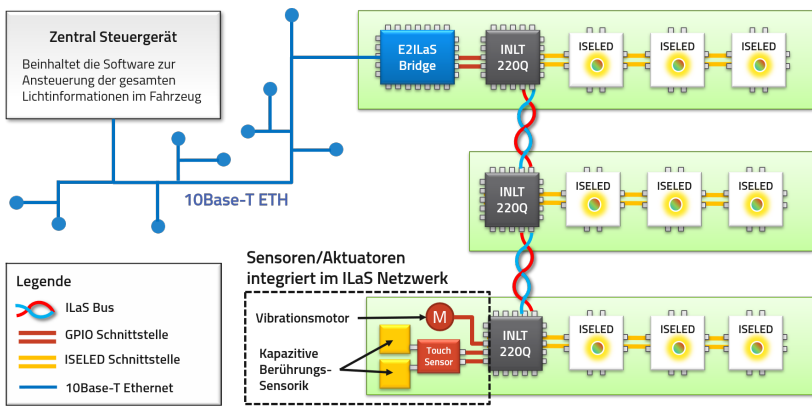 Zentral Steuergerät
Beinhaltet die Software zur
Ansteuerung der gesamten
Lichtinformationen im Fahrzeug
10Base-T ETH
E2ILaS
Bridge
INLT
220Q
ISELED
ISELED
ISELED
INLT
220Q
ISELED
ISELED
ISELED
Sensoren/Aktuatoren
integriert im ILaS Netzwerk
Vibrationsmotor
M
Kapazitive
Berührungs-
Sensorik
Touch
Sensor
INLT
220Q
ISELED
ISELED
ISELED
Legende
ILaS Bus
GPIO Schnittstelle
ISELED Schnittstelle
10Base-T Ethernet